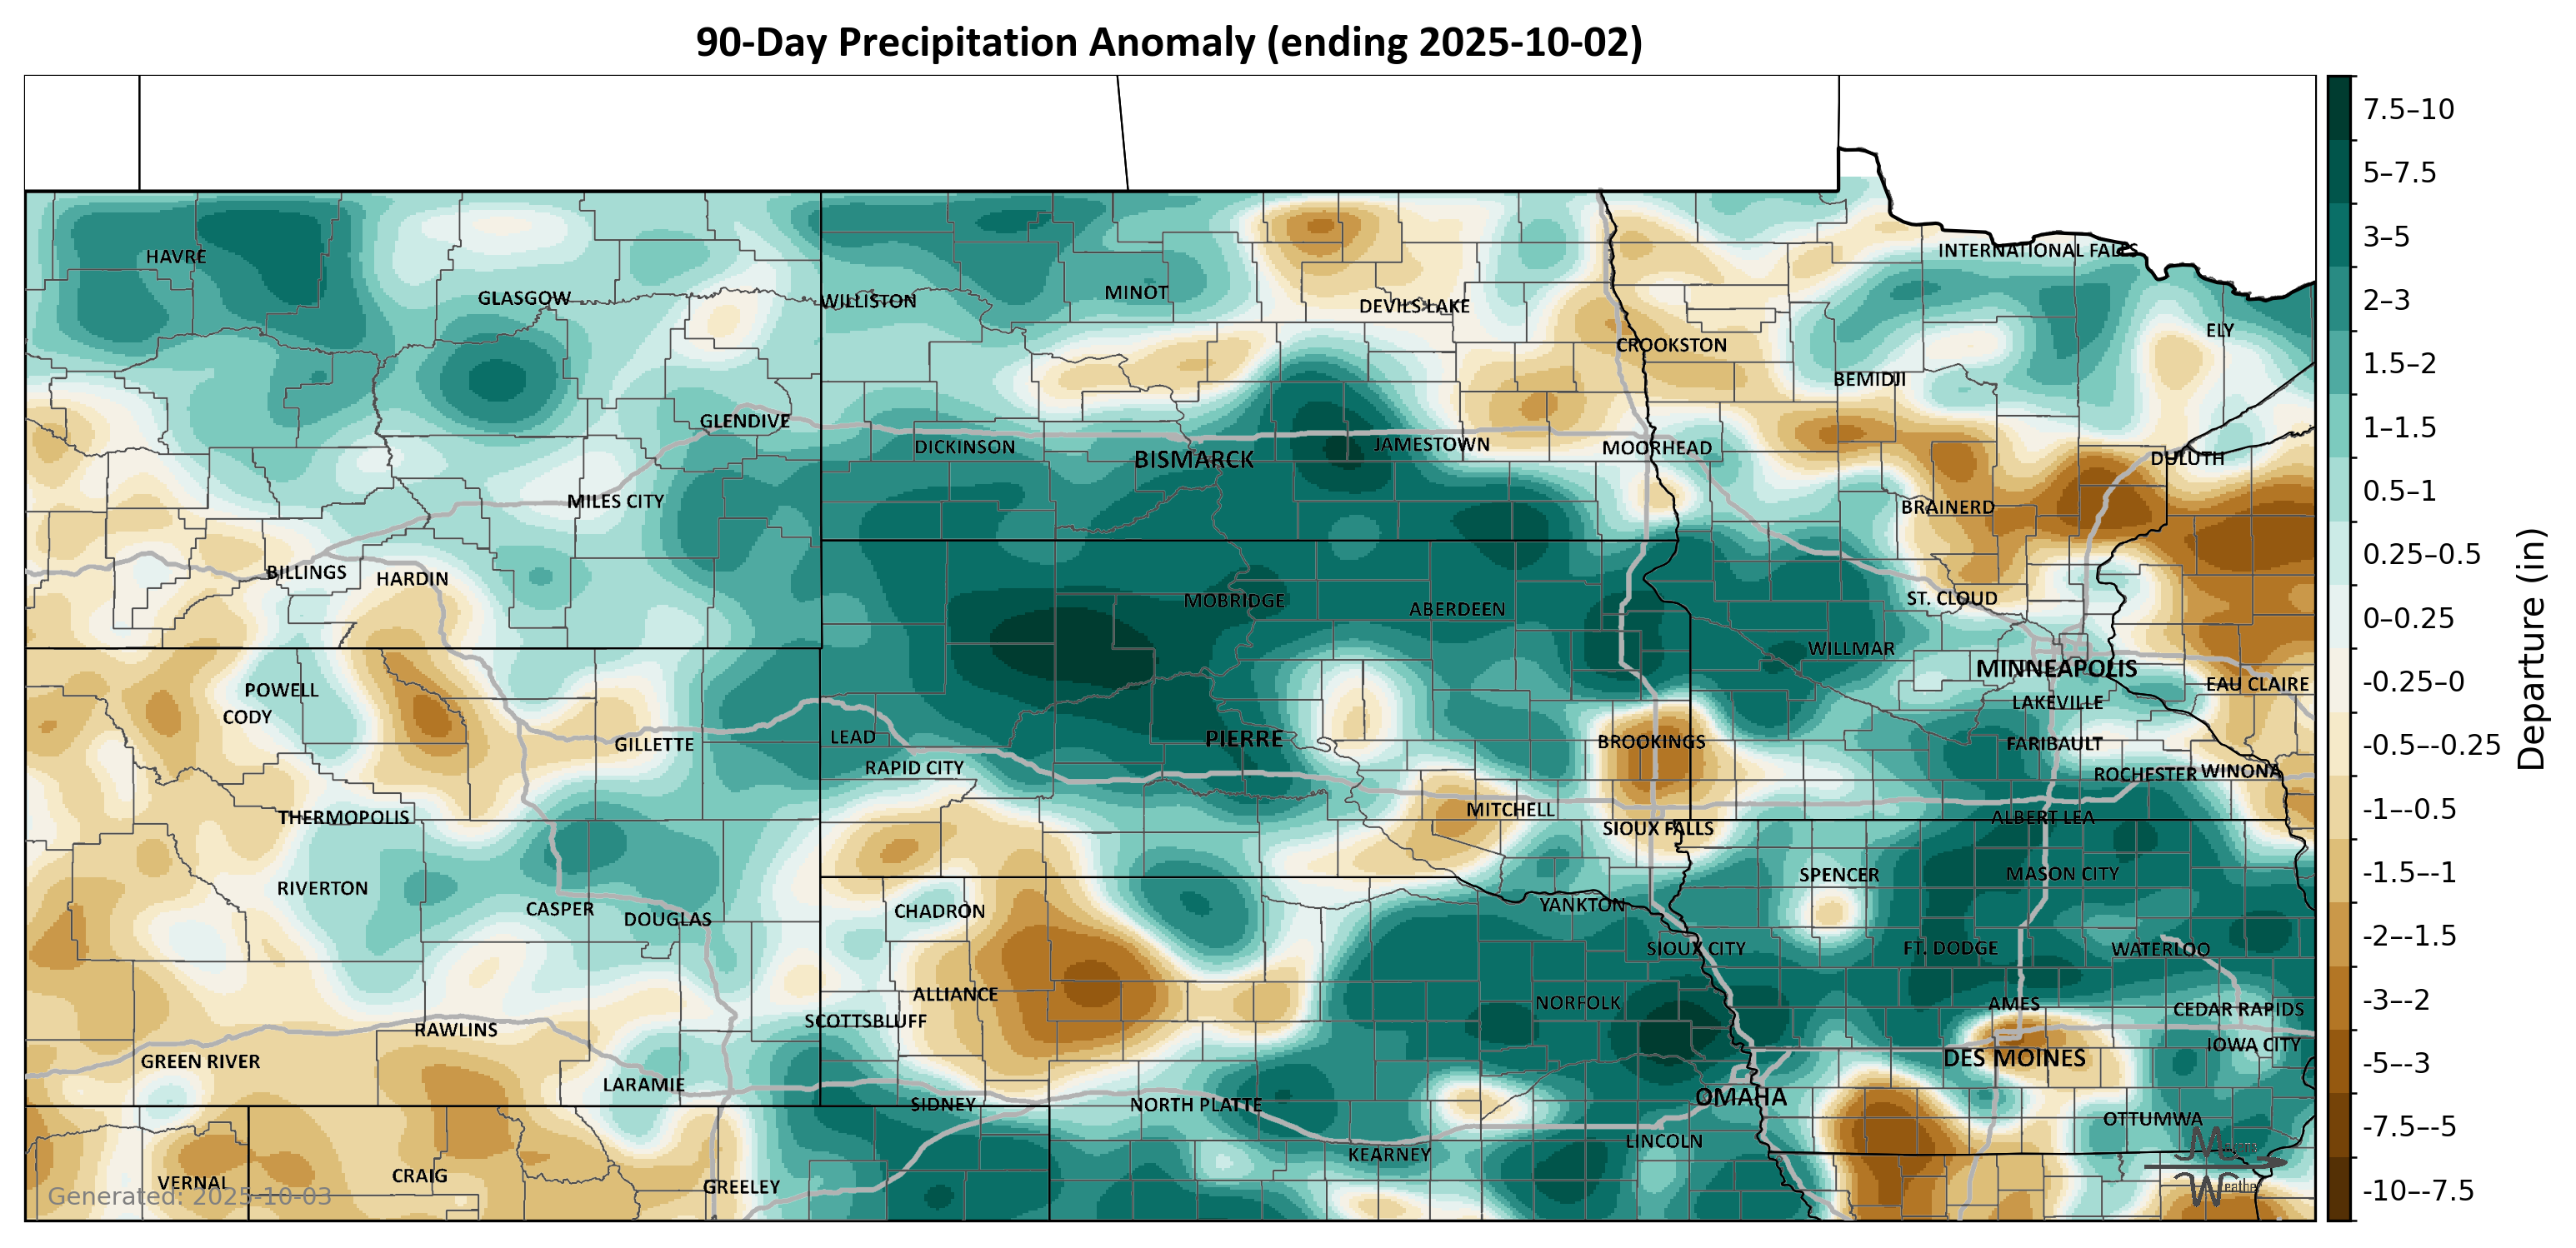 90-Day Precipitation Anomaly (ending 2025-10-02)
7.5–10
HAVRE
INTERNATIONAL FALLS
5–7.5
3–5
GLASGOW
WILLISTON
MINOT
DEVILS LAKE
2–3
ELY
CROOKSTON
1.5–2
BEMIDJI
GLENDIVE
DICKINSON
BISMARCK
JAMESTOWN
MOORHEAD
DULUTH
1–1.5
MILES CITY
BRAINERD
0.5–1
BILLINGS
HARDIN
0.25–0.5
MOBRIDGE
ABERDEEN
ST. CLOUD
0–0.25
WILLMAR
MINNEAPOLIS
Departure (in)
POWELL
CODY
LAKEVILLE
EAU CLAIRE
-0.25–0
GILLETTE
LEAD
PIERRE
BROOKINGS
FARIBAULT
-0.5–-0.25
RAPID CITY
ROCHESTER
WINONA
THERMOPOLIS
MITCHELL
SIOUX FALLS
ALBERT LEA
-1–-0.5
RIVERTON
SPENCER
MASON CITY
-1.5–-1
CASPER
DOUGLAS
CHADRON
YANKTON
SIOUX CITY
FT. DODGE
WATERLOO
-2–-1.5
ALLIANCE
SCOTTSBLUFF
NORFOLK
AMES
CEDAR RAPIDS
-3–-2
RAWLINS
GREEN RIVER
DES MOINES
IOWA CITY
-5–-3
LARAMIE
SIDNEY
NORTH PLATTE
OMAHA
OTTUMWA
-7.5–-5
KEARNEY
LINCOLN
VERNAL
CRAIG
GREELEY
-10–-7.5
Generated: 2025-10-03
Weather